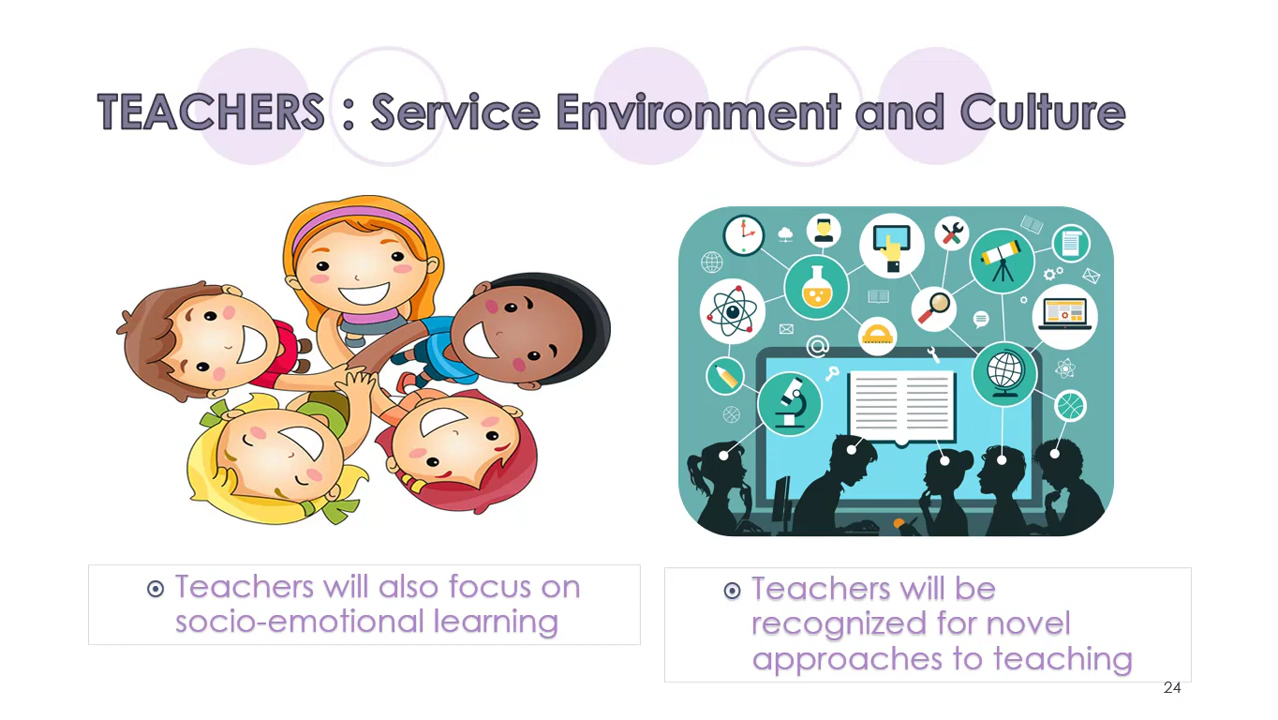 TEACHERS : Service Environment and Culture
Teachers will also focus on
socio-emotional learning
Teachers will be
recognized for novel
approaches to teaching
24